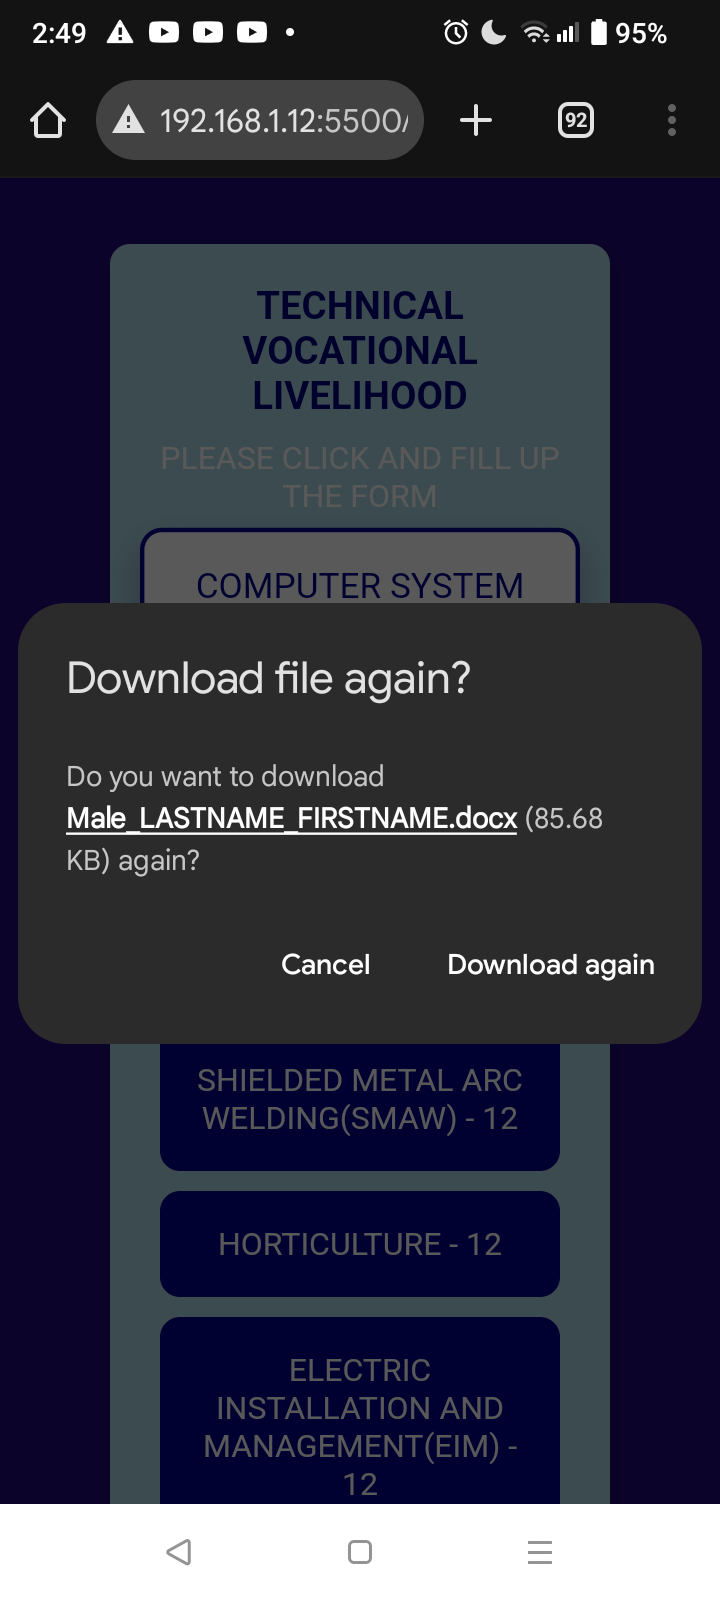 2:49
95%
192.168.1.12:5500/
92
TECHNICAL
VOCATIONAL
LIVELIHOOD
PLEASE CLICK AND FILL UP
THE FORM
COMPUTER SYSTEM
Download file again?
Do you want to download
Male_LASTNAME_FIRSTNAME.docx (85.68
KB) again?
Cancel
Download again
SHIELDED METAL ARC
WELDING(SMAW) - 12
HORTICULTURE - 12
ELECTRIC
INSTALLATION AND
MANAGEMENT(EIM) -
12